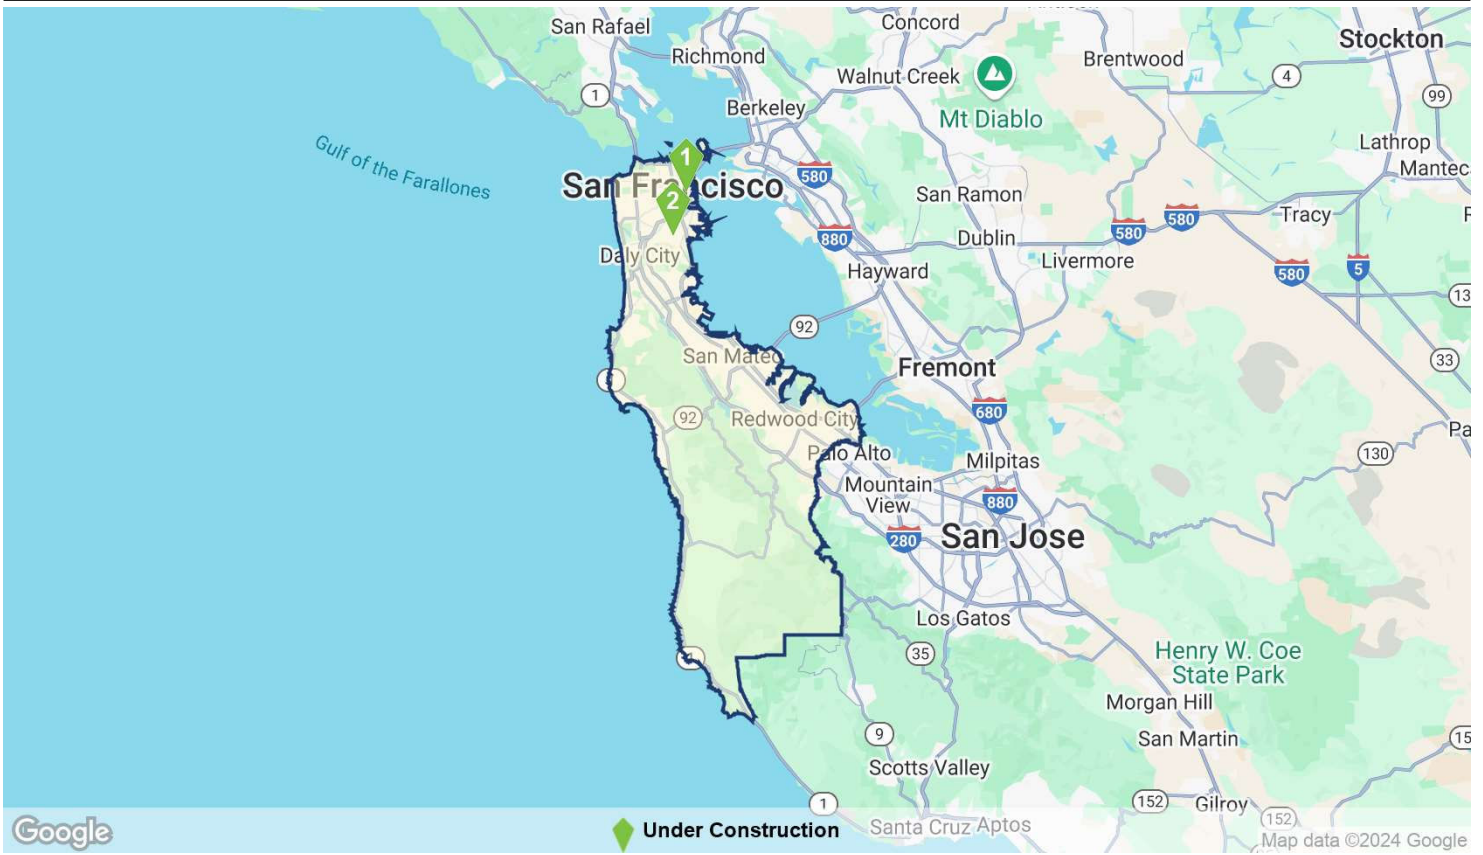 San Rafael
Concord
Stockton
Richmond
Brentwood
Walnut Creek
4
99
1
Berkeley
Mt Diablo
Lathrop
Gulf of the Farallones
1
Mantec
San Francisco
580
San Ramon
2
580
580
Tracy
Daly City
880
Dublin
Livermore
Hayward
580
5
13
92
San Mateo
Fremont
33
92
Redwood City
680
Pa
Palo Alto
Milpitas
130
Mountain
View
880
280
San Jose
Los Gatos
35
Henry W. Coe
State Park
Morgan Hill
9
San Martin
15
Scotts Valley
1
152
Gilroy
152
Google
Under Construction
Santa Cruz
Aptos
Map data ©2024 Google